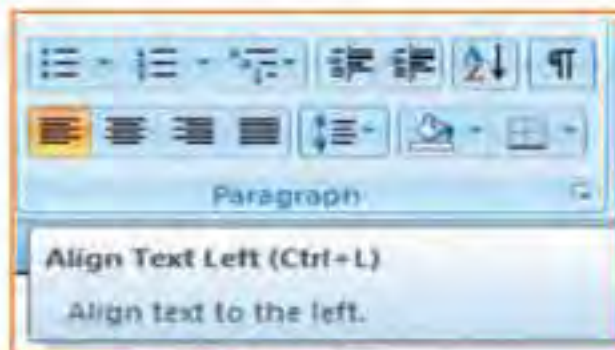 Paragraph
Align Text Left (Ctrl+L)
Align text to the left.